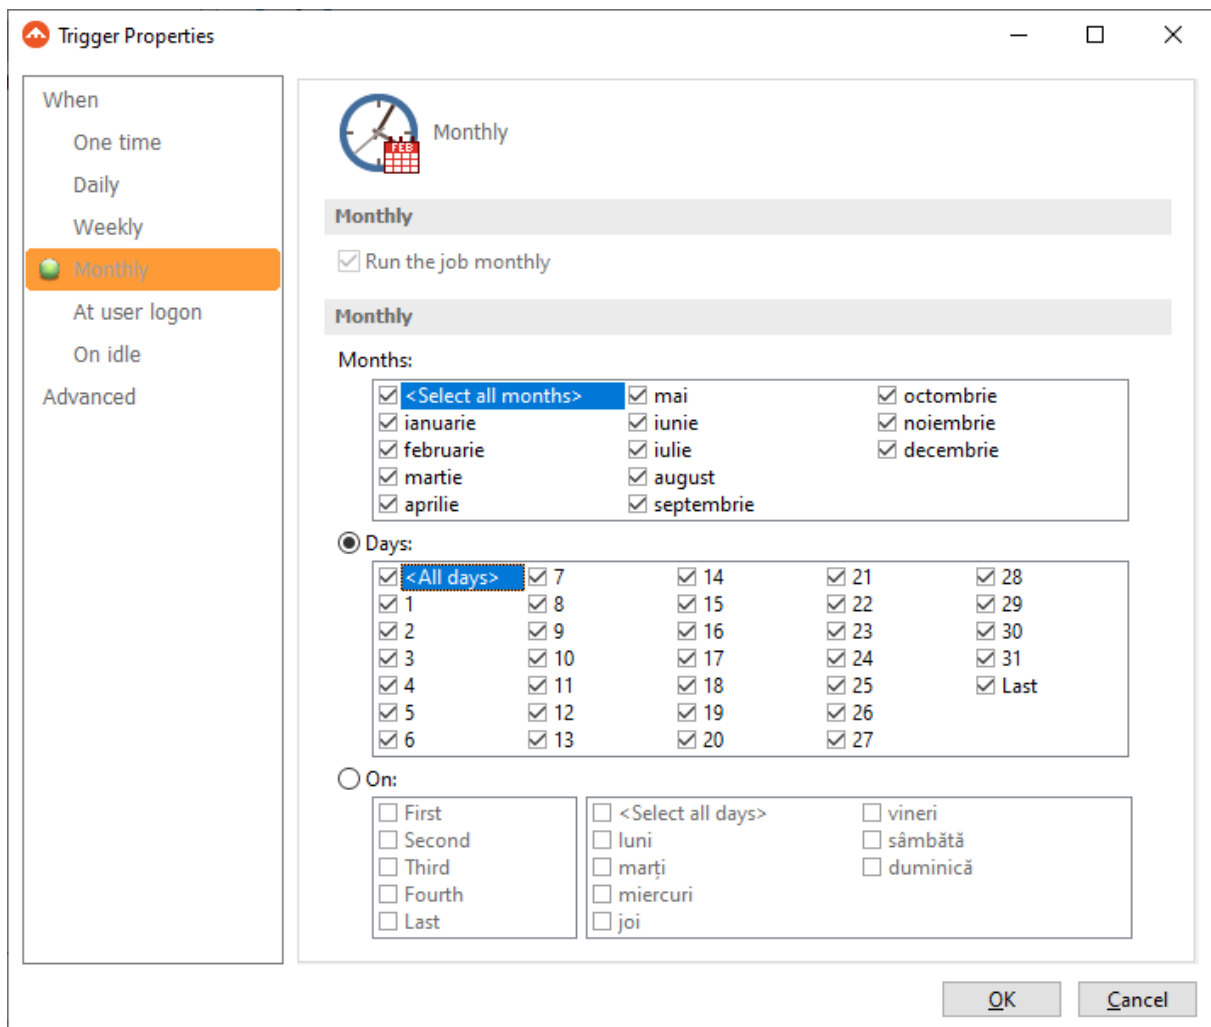 Trigger Properties
When
One time
Daily
Weekly
Monthly
At user logon
On idle
Advanced
FEB
Monthly
Monthly
Run the job monthly
Monthly
Months:
<Select all months> mai octombrie
ianuarie iunie noiembrie
februarie iulie decembrie
martie august
aprilie septembrie
Days:
<All days> 7 14 21 28
1 8 15 22 29
2 9 16 23 30
3 10 17 24 31
4 11 18 25 Last
5 12 19 26
6 13 20 27
On:
First <Select all days> vineri
Second luni sâmbătă
Third marți duminică
Fourth miercuri
Last joi
OK Cancel